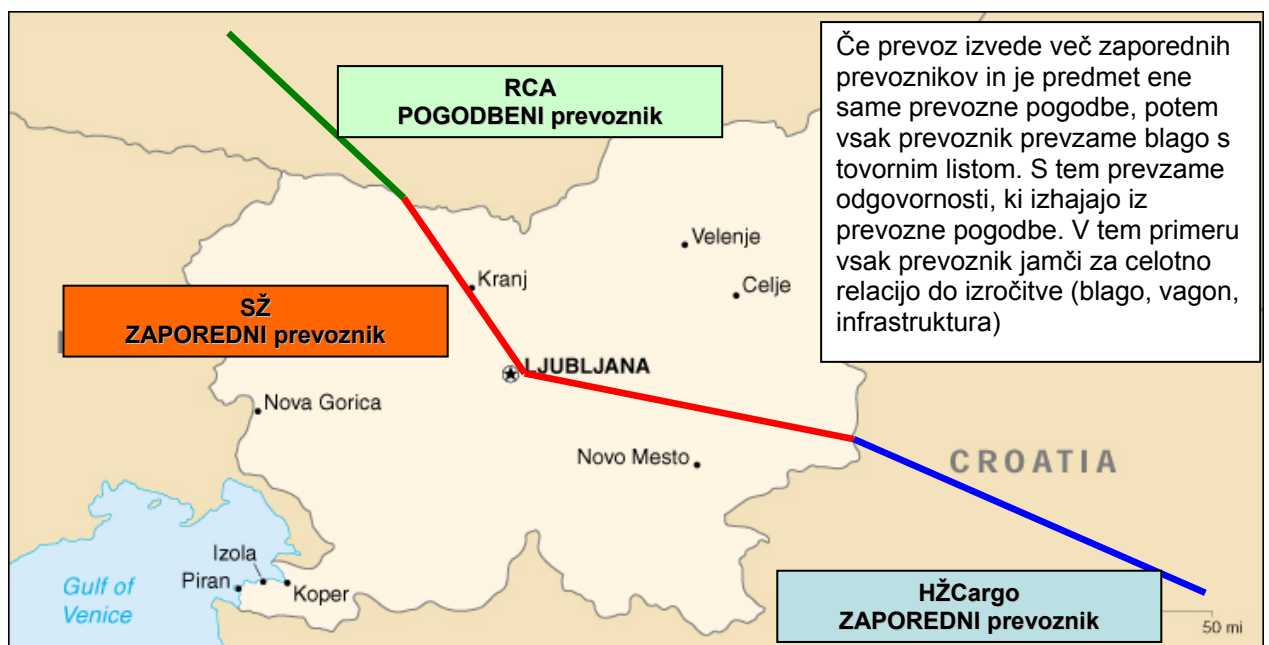 RCA
POGODBENI prevoznik
Če prevoz izvede več zaporednih
prevoznikov in je predmet ene
same prevozne pogodbe, potem
vsak prevoznik prevzame blago s
tovornim listom. S tem prevzame
odgovornosti, ki izhajajo iz
prevozne pogodbe. V tem primeru
vsak prevoznik jamči za celotno
relacijo do izročitve (blago, vagon,
infrastruktura)
Velenje
Kranj
Celje
SŽ
ZAPOREDNI prevoznik
LJUBLJANA
Nova Gorica
Novo Mesto
CROATIA
Izola
Piran
Koper
Gulf of
Venice
HŽCargo
ZAPOREDNI prevoznik
50 mi